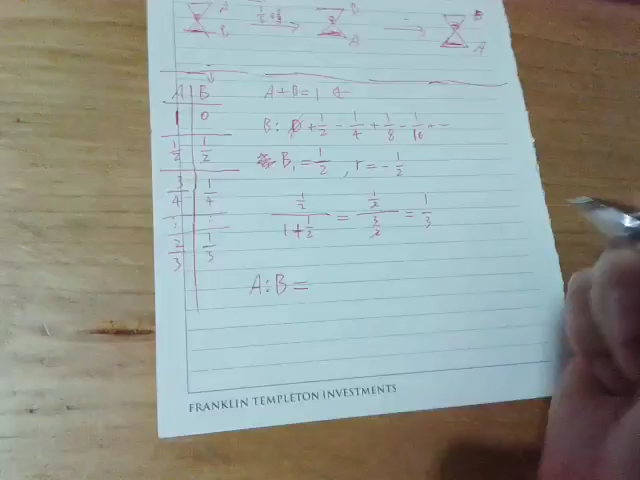 A B B
B A A
A B A+B=1
1 0 B: 0 + 1/2 - 1/4 + 1/8 - 1/16 + ...
1/2 1/2 B₁ = 1/2 , r = - 1/2
3/4 1/4 (1/2)/(1+1/2) = (1/2)/(3/2) = 1/3
⋮ ⋮
2/3 1/3
A:B =
FRANKLIN TEMPLETON INVESTMENTS